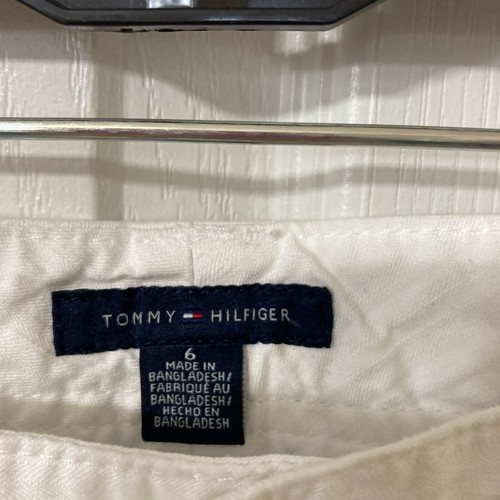 TOMMY HILFIGER
6
MADE IN
BANGLADESH/
FABRIQUÉ AU
BANGLADESH/
HECHO EN
BANGLADESH